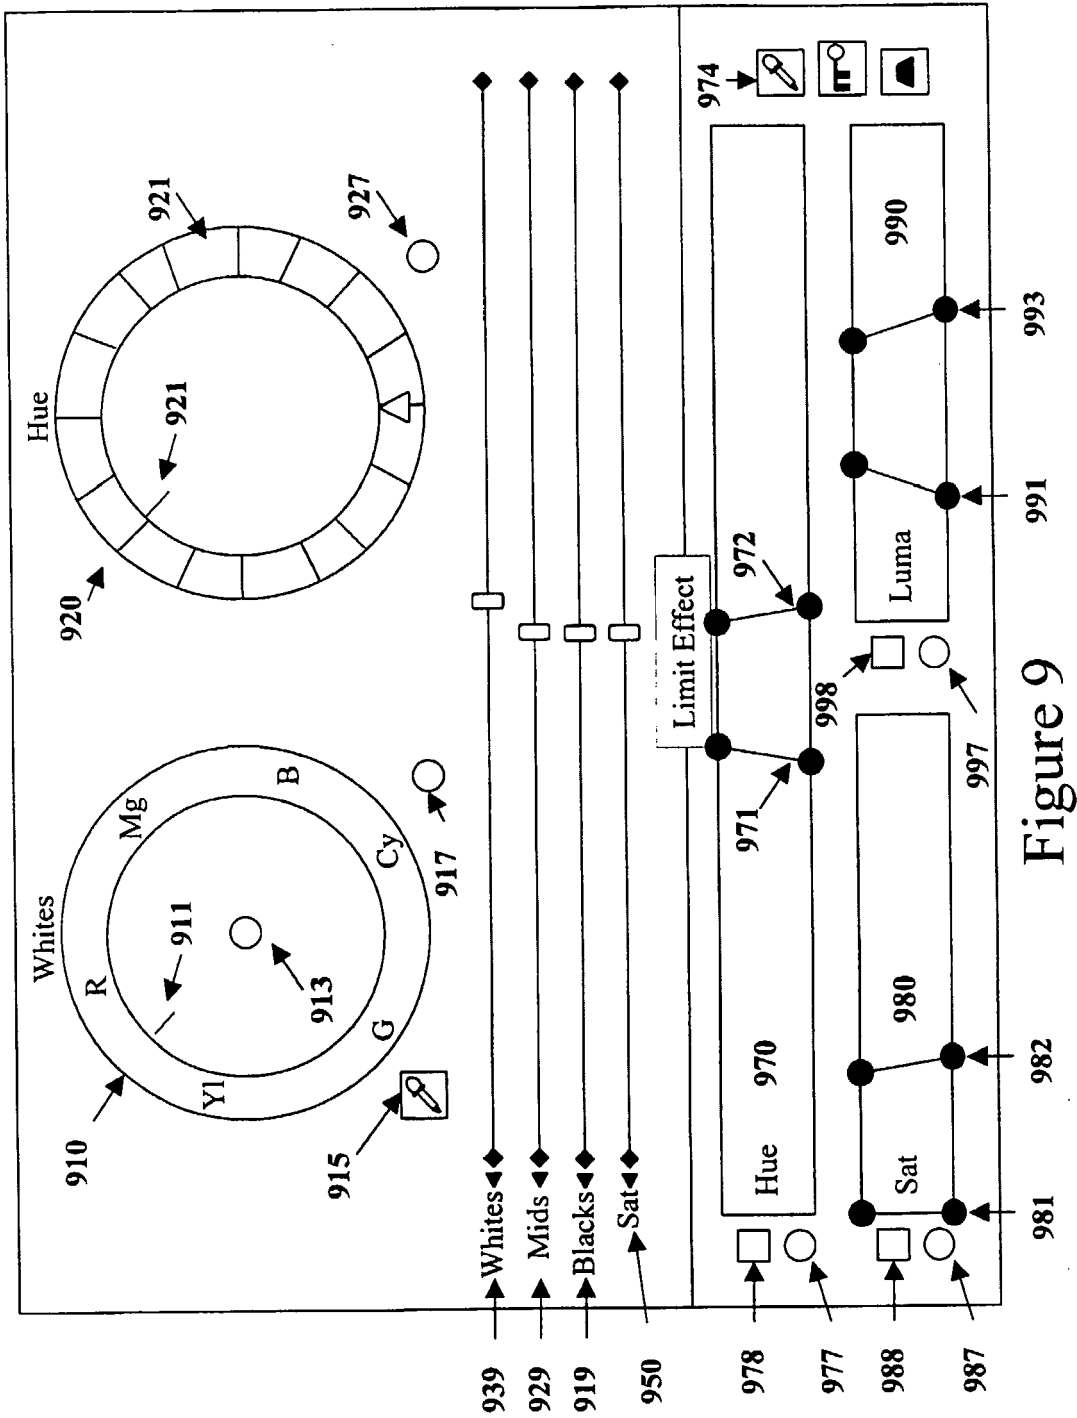 Whites
Hue
910
R
Mg
911
B
Yl
913
G
Cy
915
917
920
921
921
927
939
Whites
929
Mids
919
Blacks
950
Sat
Limit Effect
974
978
977
Hue
970
971
972
988
987
Sat
980
981
982
998
997
Luma
990
991
993
Figure 9